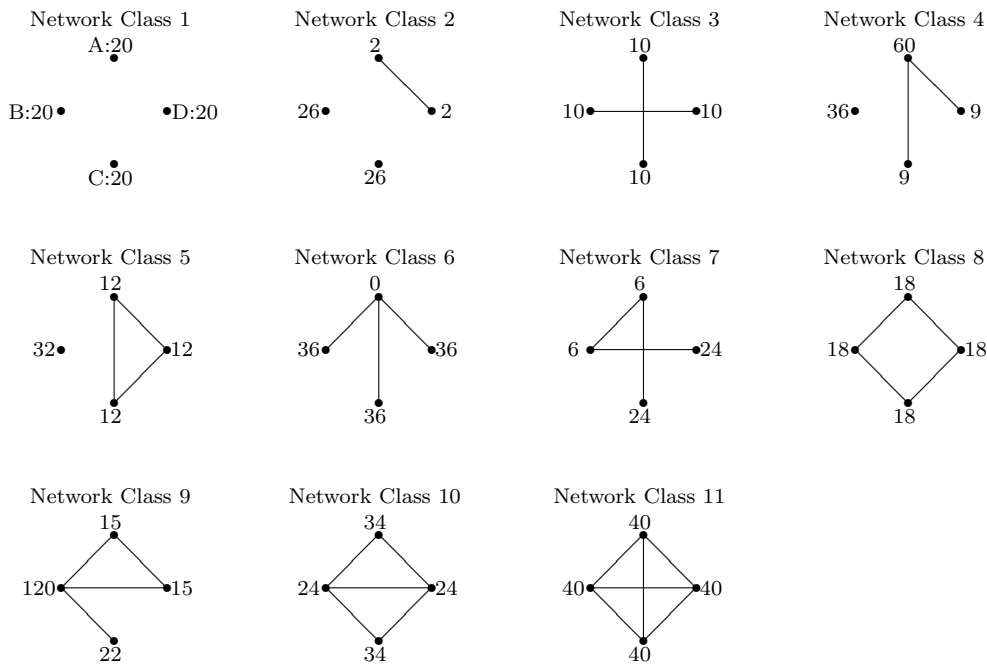 Network Class 1
A:20
B:20
D:20
C:20
Network Class 2
2
26
2
26
Network Class 3
10
10
10
10
Network Class 4
60
36
9
9
Network Class 5
12
32
12
12
Network Class 6
0
36
36
36
Network Class 7
6
6
24
24
Network Class 8
18
18
18
18
Network Class 9
15
120
15
22
Network Class 10
34
24
24
34
Network Class 11
40
40
40
40